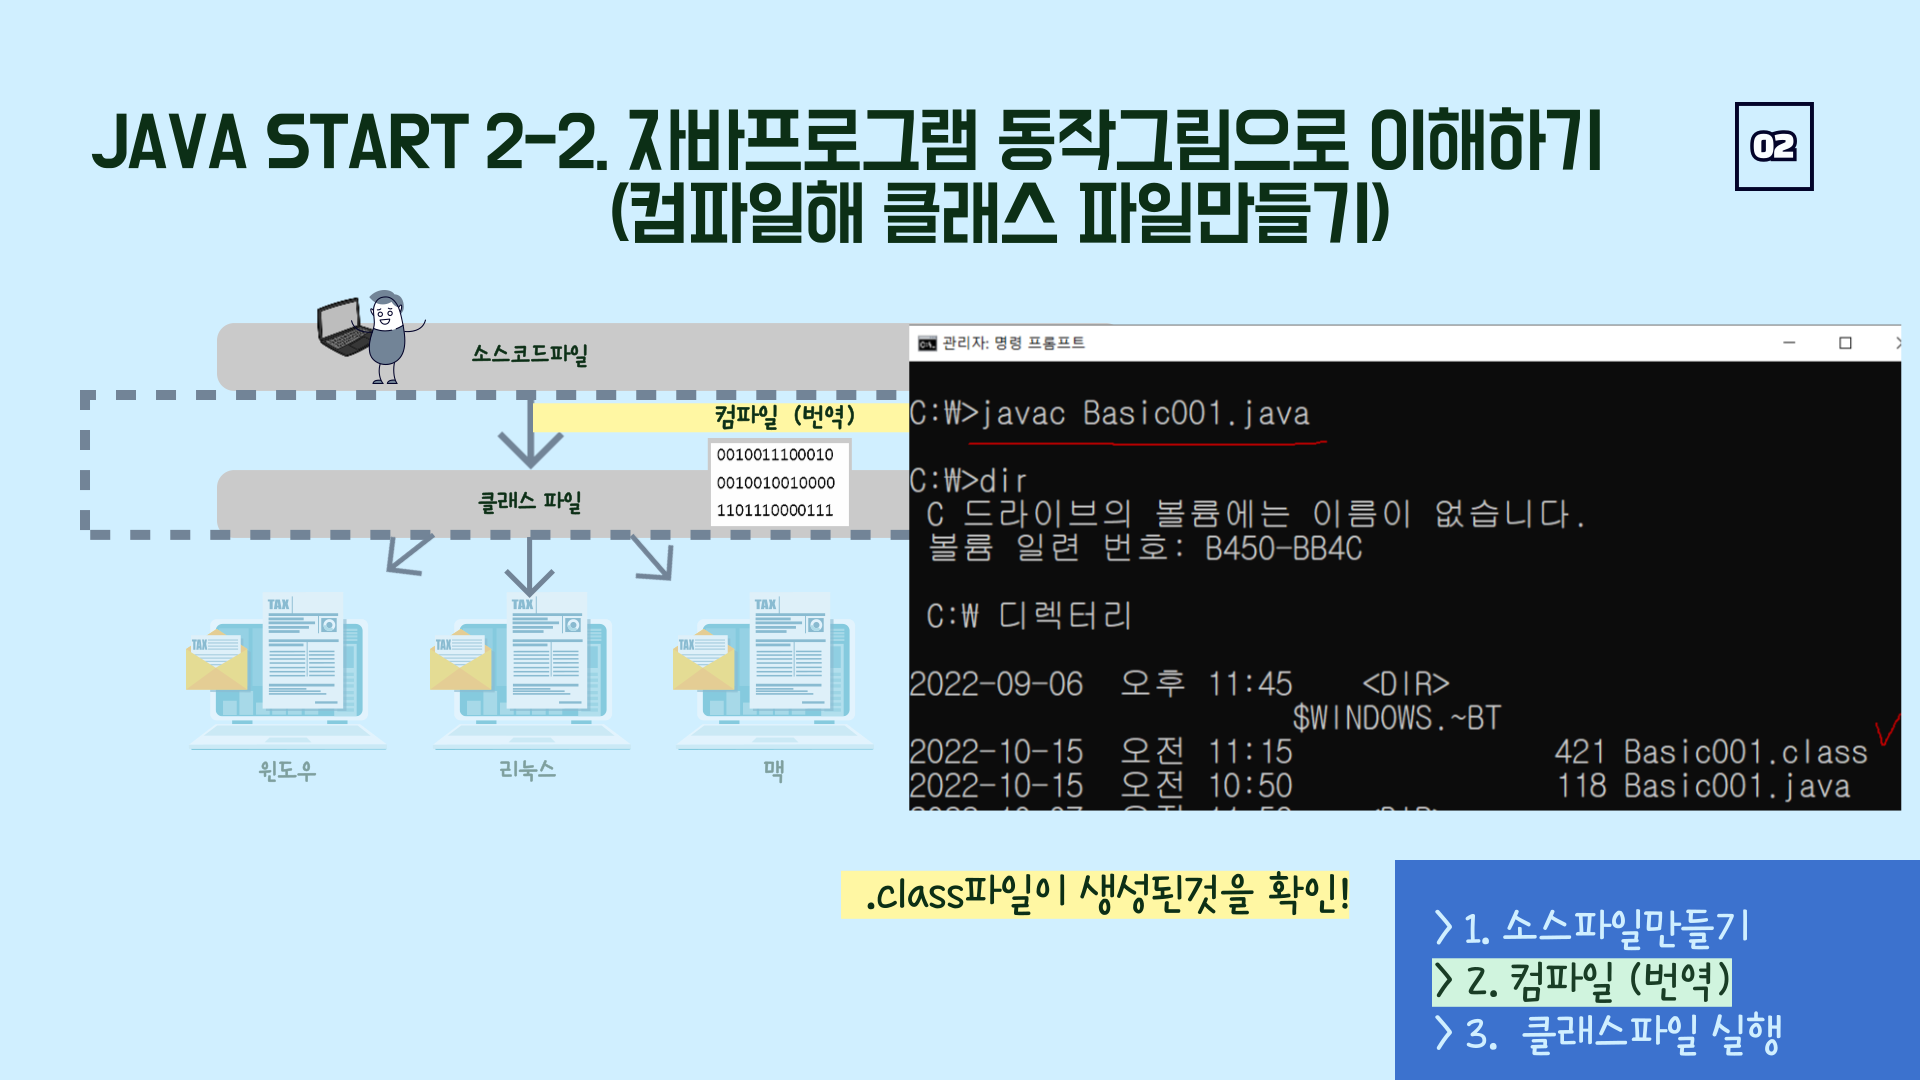 JAVA START 2-2. 자바프로그램 동작그림으로 이해하기
(컴파일해 클래스 파일만들기)
02
소스코드파일
컴파일 (번역)
0010011100010
0010010010000
1101110000111
클래스 파일
TAX
TAX
TAX
TAX
TAX
TAX
윈도우
리눅스
맥
관리자: 명령 프롬프트
C:₩>javac Basic001.java
C:₩>dir
C 드라이브의 볼륨에는 이름이 없습니다.
볼륨 일련 번호: B450-BB4C
C:₩ 디렉터리
2022-09-06 오후 11:45 <DIR>
$WINDOWS.~BT
2022-10-15 오전 11:15 421 Basic001.class
2022-10-15 오전 10:50 118 Basic001.java
.class파일이 생성된것을 확인!
> 1. 소스파일만들기
> 2. 컴파일 (번역)
> 3. 클래스파일 실행